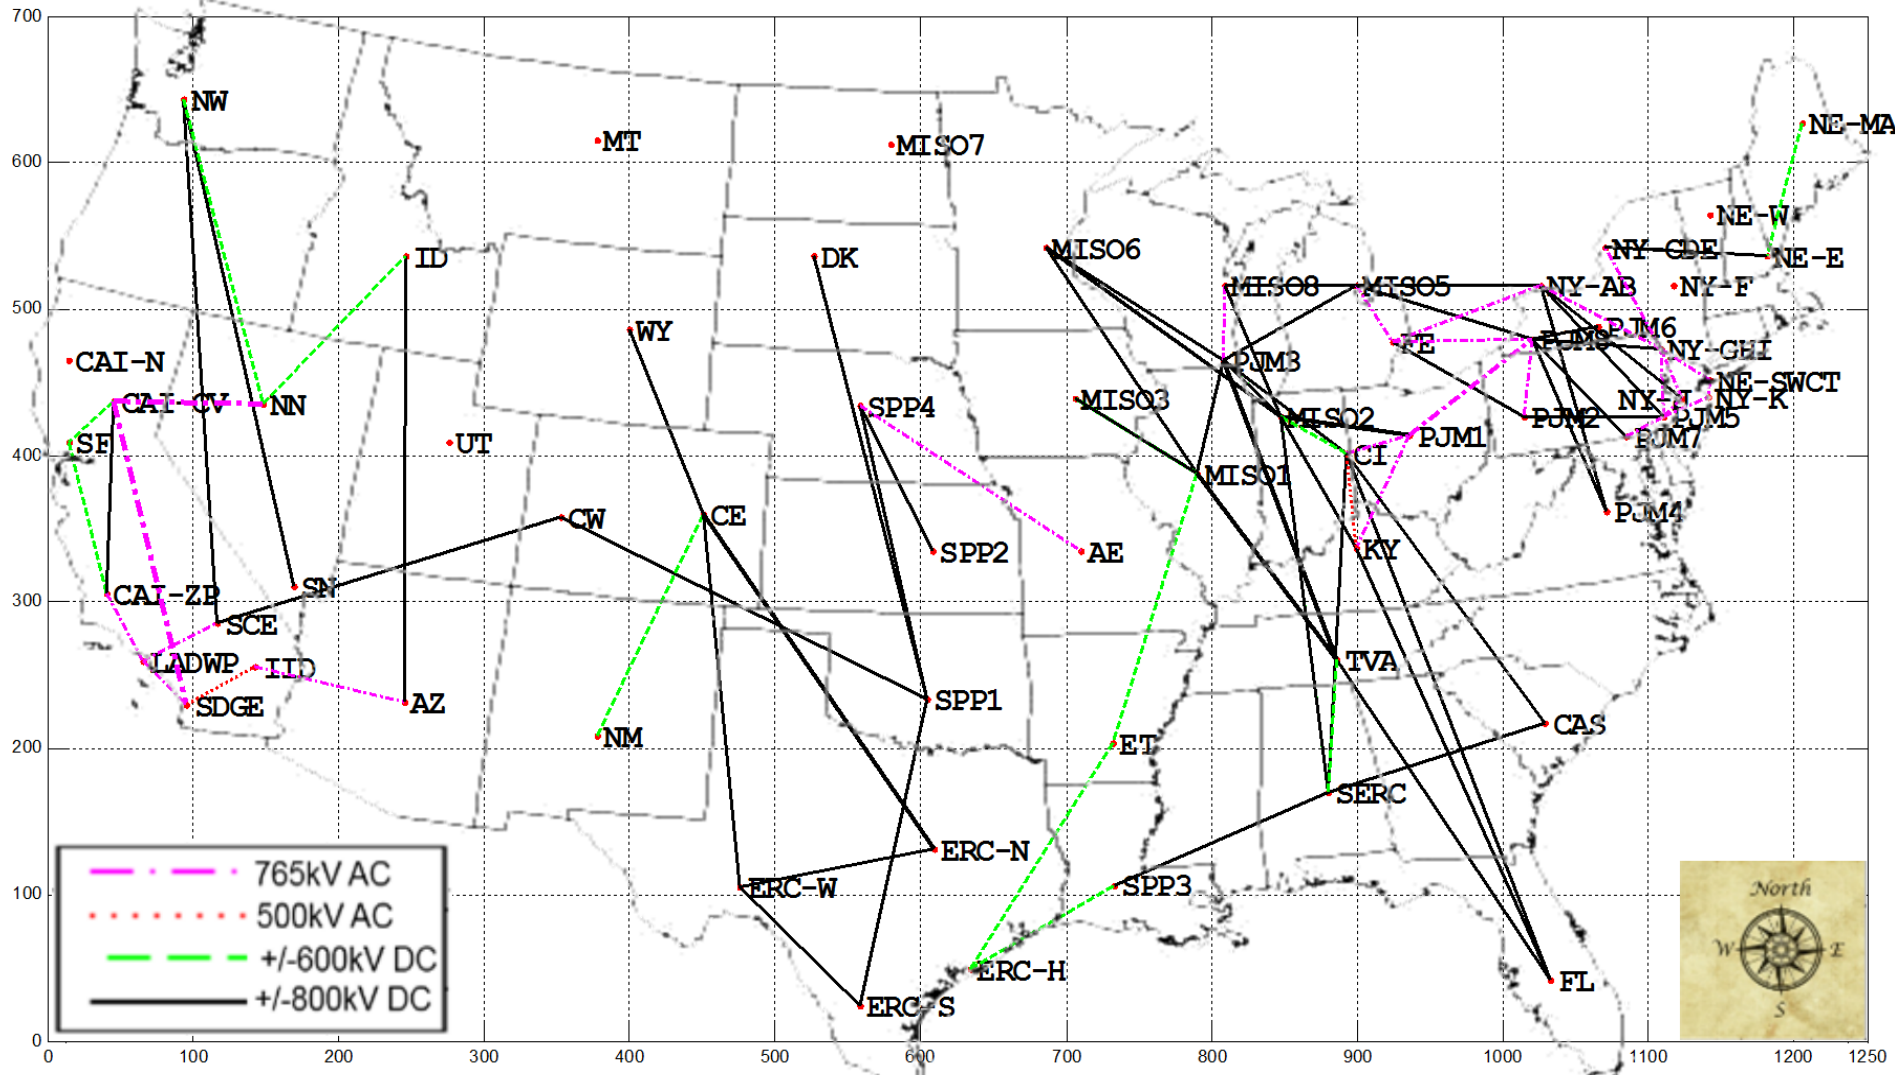 700
NW
MT
MISO7
NE-MA
600
NE-W
ID
DK
MISO6
NY-CDE
NE-E
500
MISO8
MISO5
NY-AB
NY-F
WY
PJM6
FE
PJM8
NY-GHI
CAI-N
PJM3
NE-SWCT
CAI-CV
NN
SPP4
MISO3
NY-J
NY-K
SF
UT
MISO2
PJM1
PJM2
PJM5
PJM7
400
CI
MISO1
CW
CE
PJM4
SPP2
AE
KY
CAI-ZP
SN
300
SCE
LADWP
IID
TVA
SDGE
AZ
SPP1
NM
ET
CAS
200
SERC
ERC-N
765kV AC
ERC-W
SPP3
North
100
500kV AC
W
E
+/-600kV DC
ERC-H
FL
+/-800kV DC
ERC-S
S
0
0 100 200 300 400 500 600 700 800 900 1000 1100 1200 1250